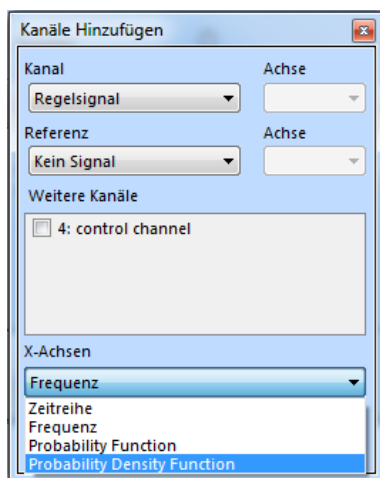 Kanäle Hinzufügen
Kanal Achse
Regelsignal
Referenz Achse
Kein Signal
Weitere Kanäle
4: control channel
X-Achsen
Frequenz
Zeitreihe
Frequenz
Probability Function
Probability Density Function